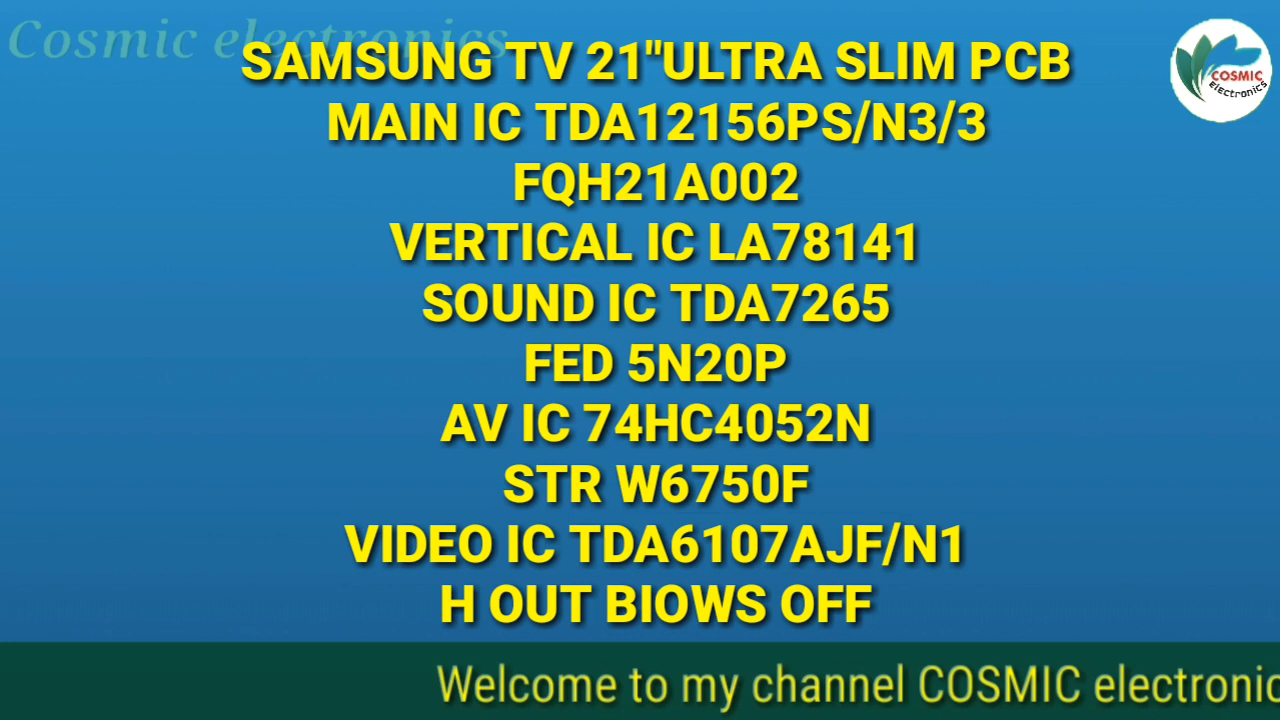 Cosmic electronics
SAMSUNG TV 21"ULTRA SLIM PCB
COSMIC
Electronics
MAIN IC TDA12156PS/N3/3
FQH21A002
VERTICAL IC LA78141
SOUND IC TDA7265
FED 5N20P
AV IC 74HC4052N
STR W6750F
VIDEO IC TDA6107AJF/N1
H OUT BIOWS OFF
Welcome to my channel COSMIC electronic